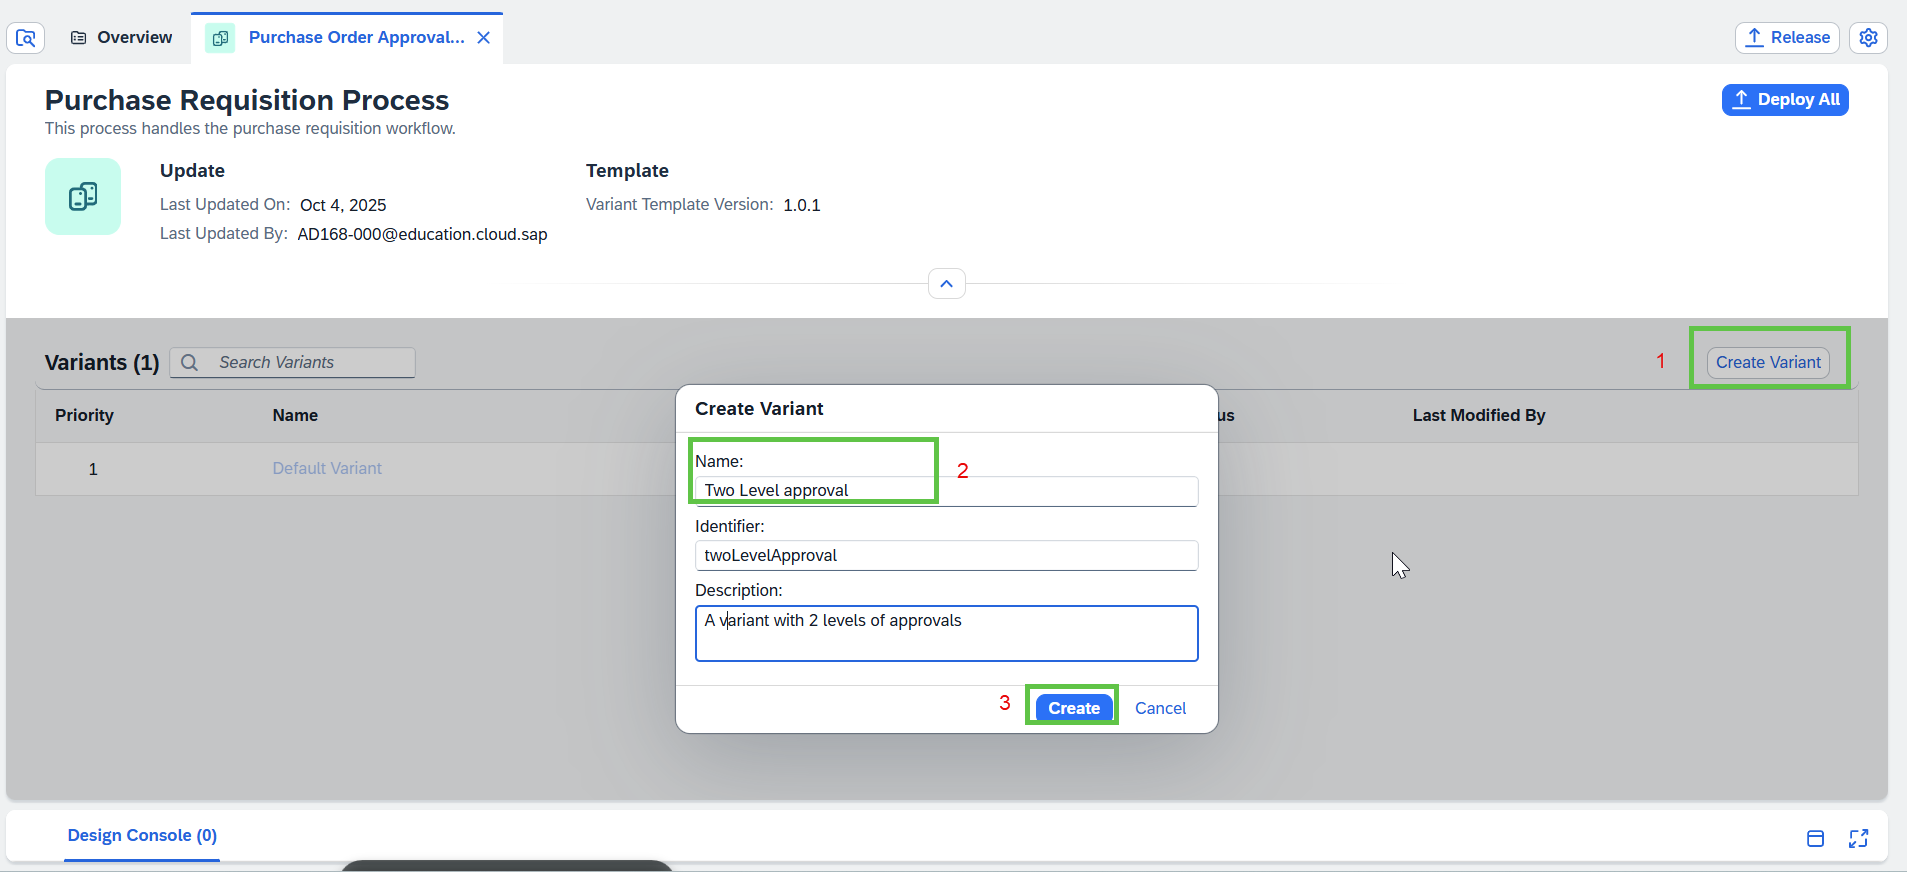 Overview
Purchase Order Approval...
Release
Purchase Requisition Process
Deploy All
This process handles the purchase requisition workflow.
Update
Template
Last Updated On: Oct 4, 2025
Variant Template Version: 1.0.1
Last Updated By: AD168-000@education.cloud.sap
Variants (1)
Search Variants
1
Create Variant
Priority
Name
us
Last Modified By
1
Default Variant
Create Variant
Name:
2
Two Level approval
Identifier:
twoLevelApproval
Description:
A variant with 2 levels of approvals
3
Create
Cancel
Design Console (0)